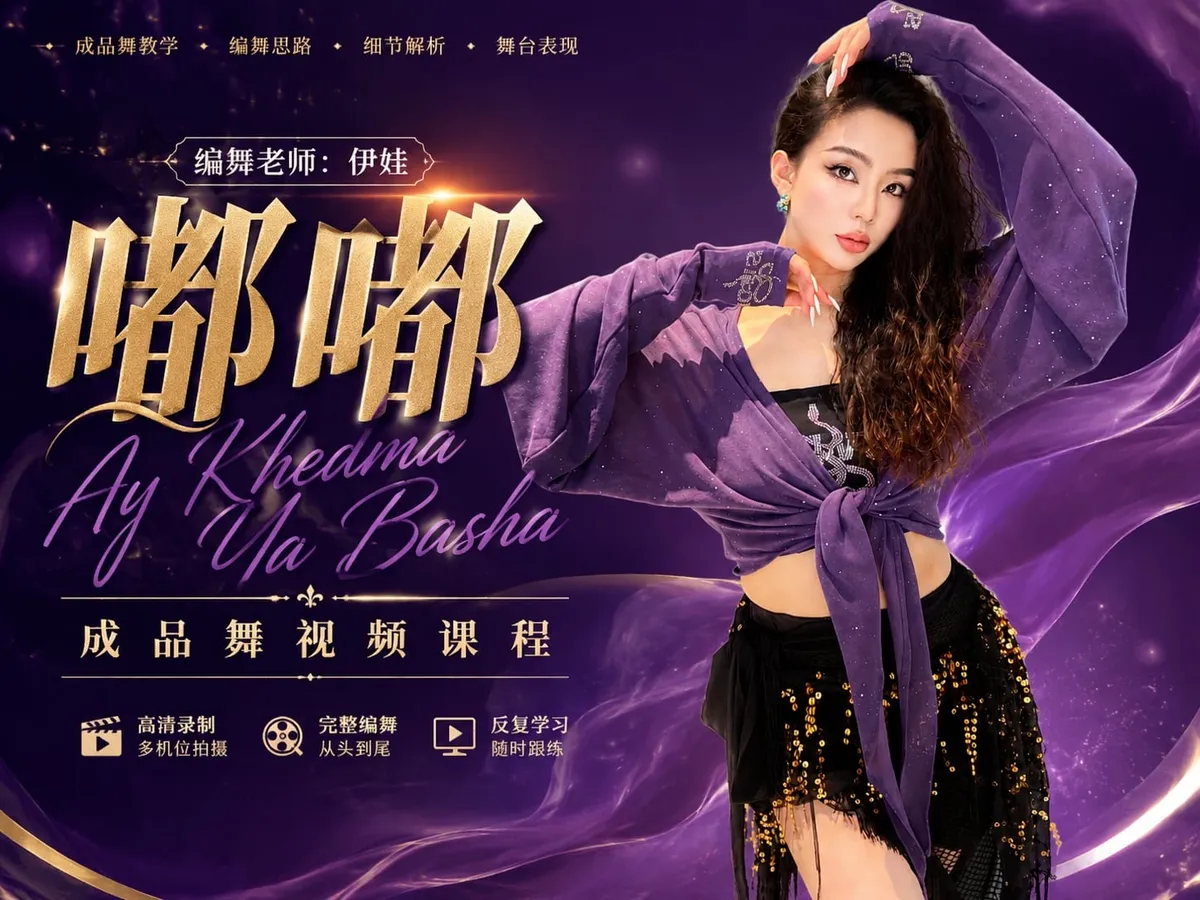 成品舞教学 编舞思路 细节解析 舞台表现
编舞老师：伊娃
嘟嘟
Ay Khedma
Ya Basha
成品舞视频课程
高清录制
多机位拍摄
完整编舞
从头到尾
反复学习
随时跟练